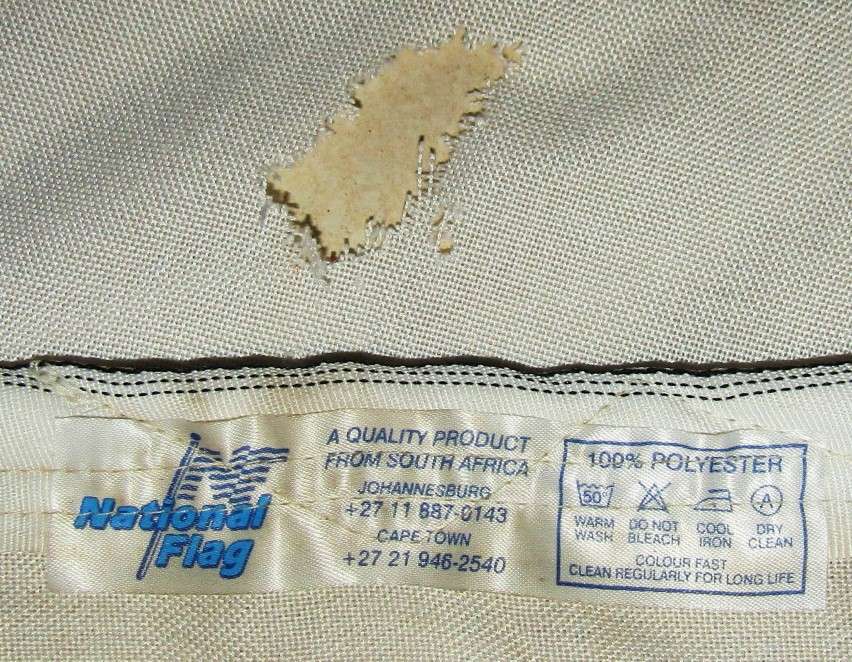 National
Flag
A QUALITY PRODUCT
FROM SOUTH AFRICA
JOHANNESBURG
+27 11 887-0143
CAPE TOWN
+27 21 946-2540
100% POLYESTER
50° A
WARM WASH DO NOT BLEACH COOL IRON DRY CLEAN
COLOUR FAST
CLEAN REGULARLY FOR LONG LIFE